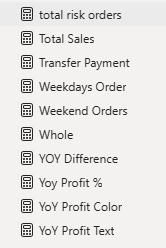 total risk orders
Total Sales
Transfer Payment
Weekdays Order
Weekend Orders
Whole
YOY Difference
Yoy Profit %
YoY Profit Color
YoY Profit Text